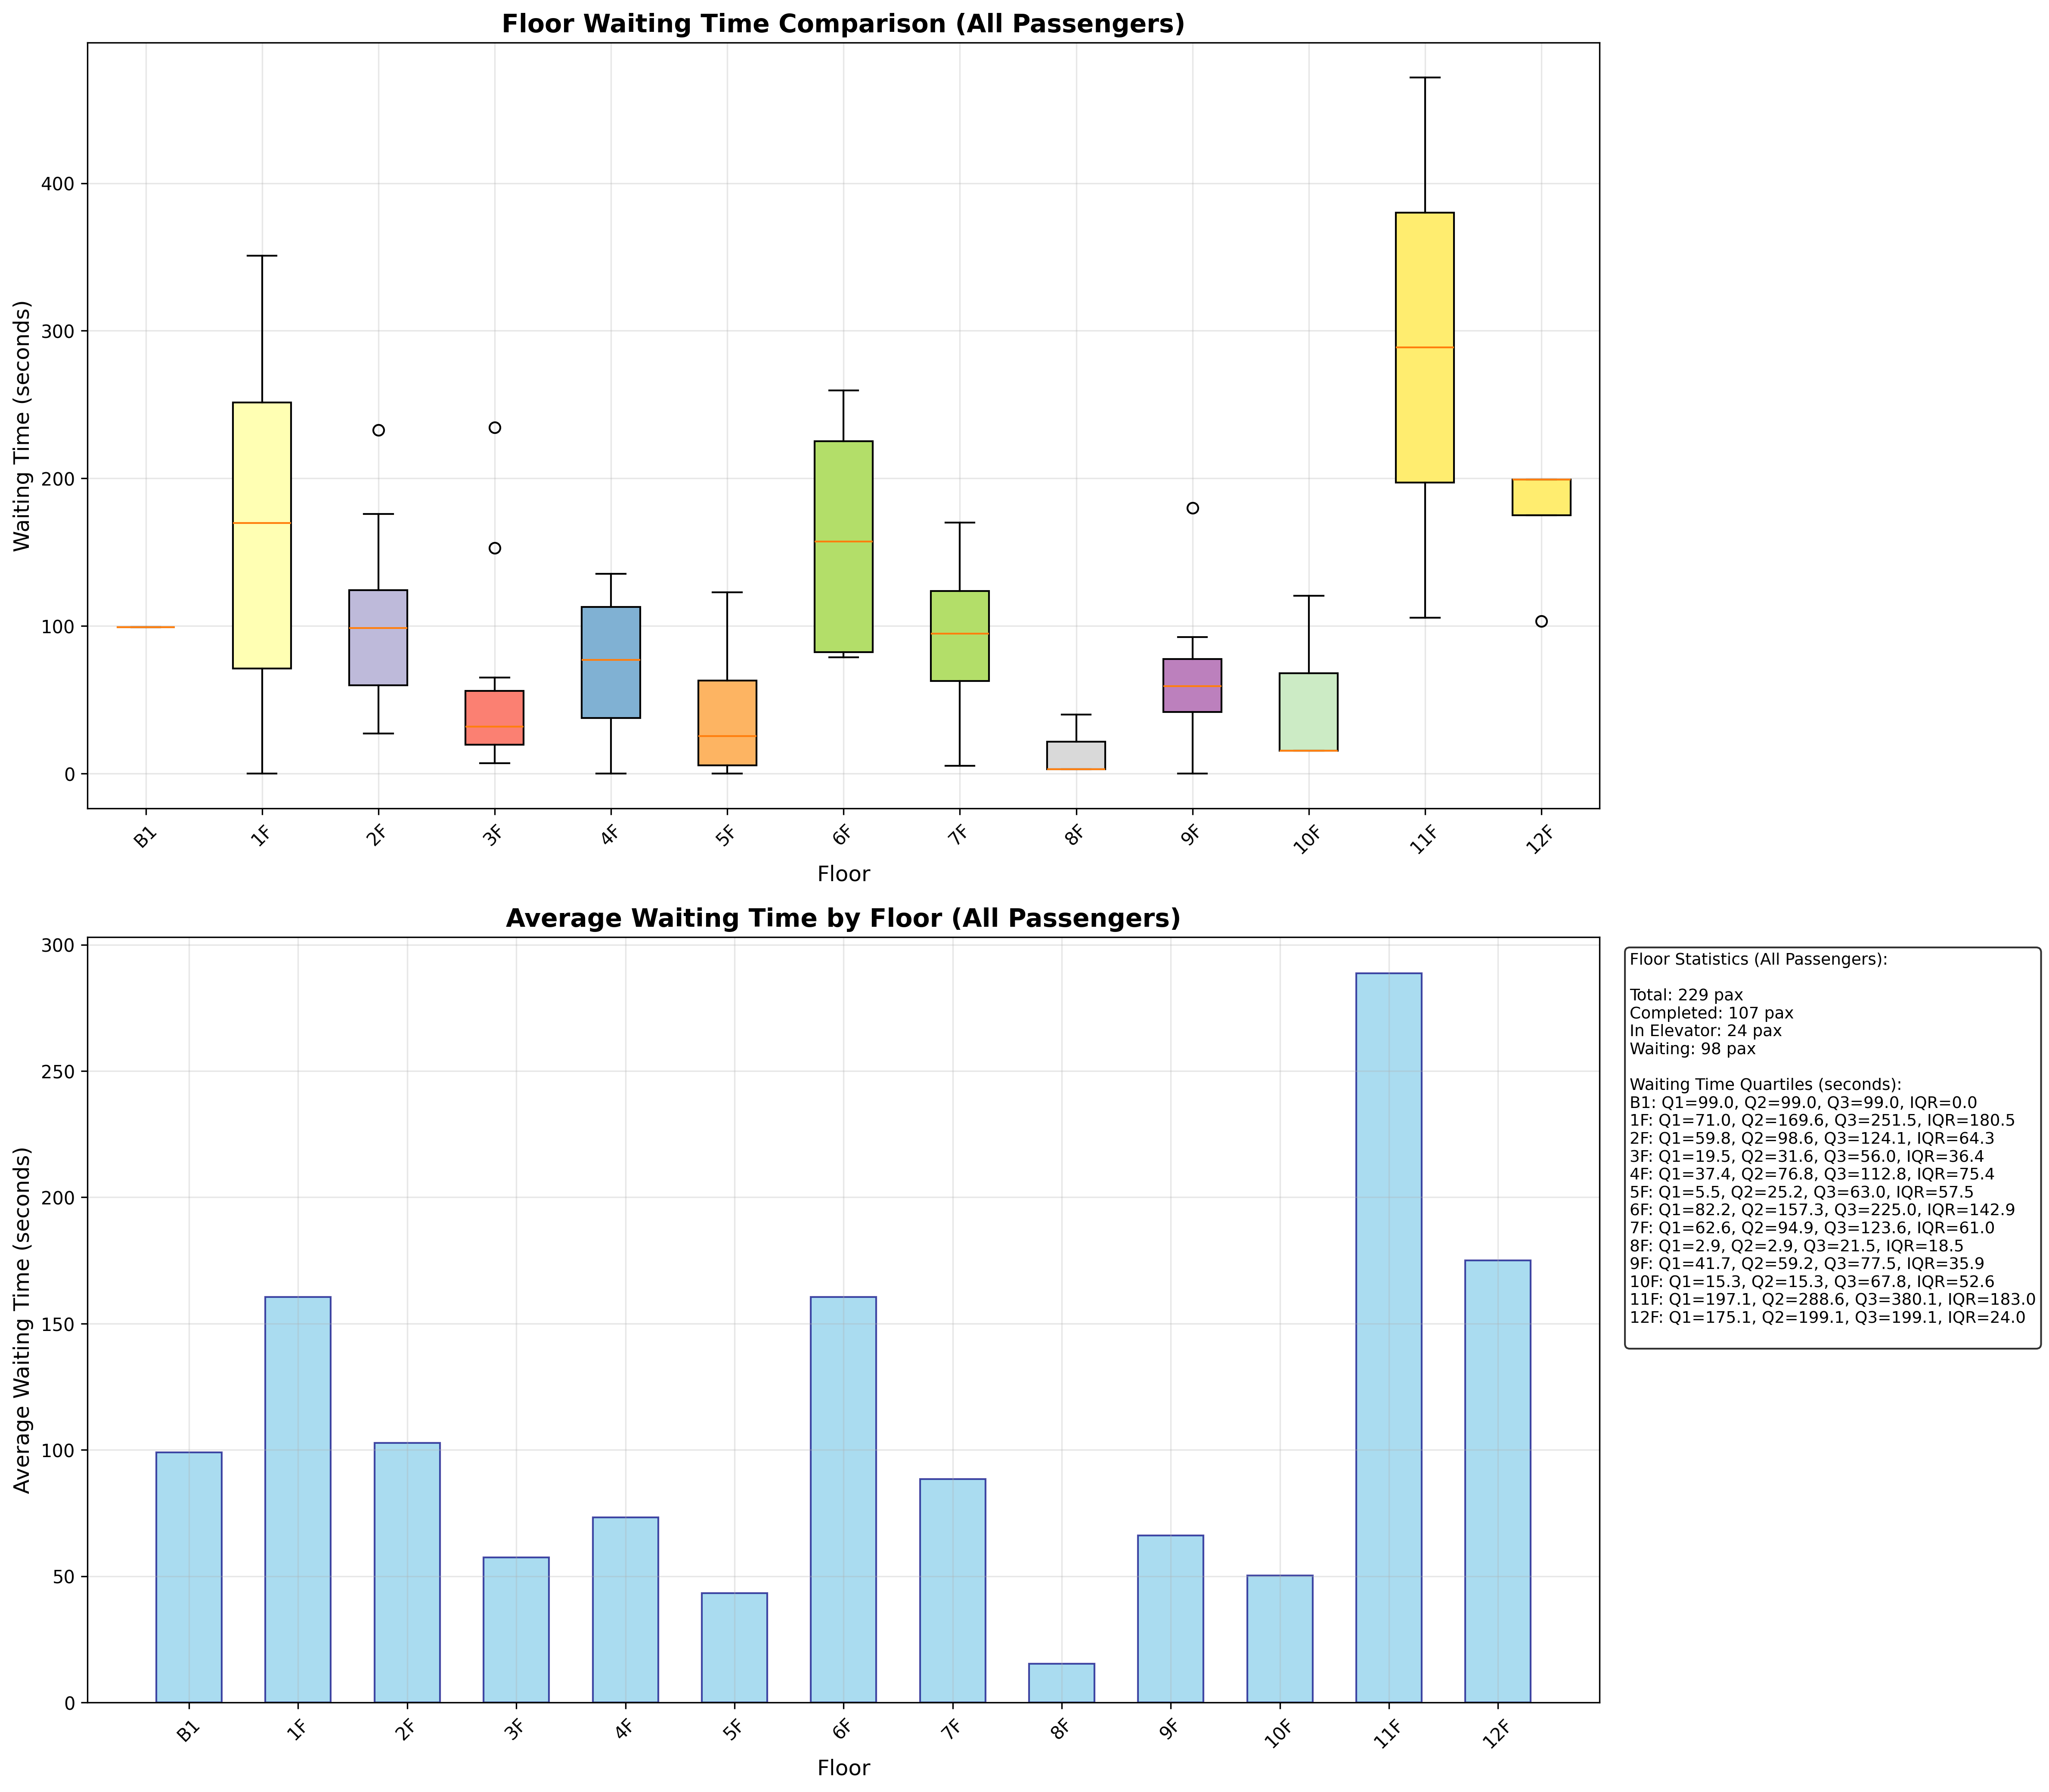 Floor Waiting Time Comparison (All Passengers)
Waiting Time (seconds)
400
300
200
100
0
B1 1F 2F 3F 4F 5F 6F 7F 8F 9F 10F 11F 12F
Floor
Average Waiting Time by Floor (All Passengers)
Average Waiting Time (seconds)
300
250
200
150
100
50
0
B1 1F 2F 3F 4F 5F 6F 7F 8F 9F 10F 11F 12F
Floor
Floor Statistics (All Passengers):
Total: 229 pax
Completed: 107 pax
In Elevator: 24 pax
Waiting: 98 pax
Waiting Time Quartiles (seconds):
B1: Q1=99.0, Q2=99.0, Q3=99.0, IQR=0.0
1F: Q1=71.0, Q2=169.6, Q3=251.5, IQR=180.5
2F: Q1=59.8, Q2=98.6, Q3=124.1, IQR=64.3
3F: Q1=19.5, Q2=31.6, Q3=56.0, IQR=36.4
4F: Q1=37.4, Q2=76.8, Q3=112.8, IQR=75.4
5F: Q1=5.5, Q2=25.2, Q3=63.0, IQR=57.5
6F: Q1=82.2, Q2=157.3, Q3=225.0, IQR=142.9
7F: Q1=62.6, Q2=94.9, Q3=123.6, IQR=61.0
8F: Q1=2.9, Q2=2.9, Q3=21.5, IQR=18.5
9F: Q1=41.7, Q2=59.2, Q3=77.5, IQR=35.9
10F: Q1=15.3, Q2=15.3, Q3=67.8, IQR=52.6
11F: Q1=197.1, Q2=288.6, Q3=380.1, IQR=183.0
12F: Q1=175.1, Q2=199.1, Q3=199.1, IQR=24.0